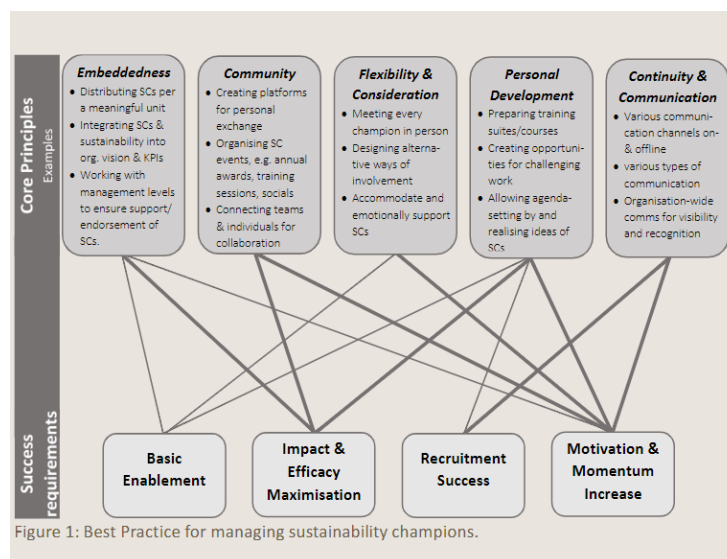 Core Principles
Examples
Embeddedness
• Distributing SCs per
a meaningful unit
• Integrating SCs &
sustainability into
org. vision & KPIs
• Working with
management levels
to ensure support/
endorsement of
SCs.
Community
• Creating platforms
for personal
exchange
• Organising SC
events, e.g. annual
awards, training
sessions, socials
• Connecting teams
& individuals for
collaboration
Flexibility &
Consideration
• Meeting every
champion in person
• Designing alterna-
tive ways of
involvement
• Accommodate and
emotionally support
SCs
Personal
Development
• Preparing training
suites/courses
• Creating opportuni-
ties for challenging
work
• Allowing agenda-
setting by and
realising ideas of
SCs
Continuity &
Communication
• Various communi-
cation channels on-
& offline
• various types of
communication
• Organisation-wide
comms for visibility
and recognition
Success
requirements
Basic
Enablement
Impact &
Efficacy
Maximisation
Recruitment
Success
Motivation &
Momentum
Increase
Figure 1: Best Practice for managing sustainability champions.